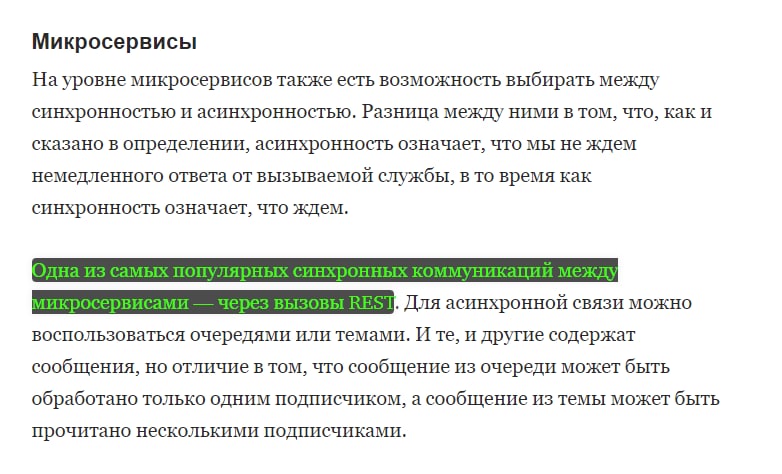 Микросервисы
На уровне микросервисов также есть возможность выбирать между
синхронностью и асинхронностью. Разница между ними в том, что, как и
сказано в определении, асинхронность означает, что мы не ждем
немедленного ответа от вызываемой службы, в то время как
синхронность означает, что ждем.
Одна из самых популярных синхронных коммуникаций между
микросервисами — через вызовы REST. Для асинхронной связи можно
воспользоваться очередями или темами. И те, и другие содержат
сообщения, но отличие в том, что сообщение из очереди может быть
обработано только одним подписчиком, а сообщение из темы может быть
прочитано несколькими подписчиками.